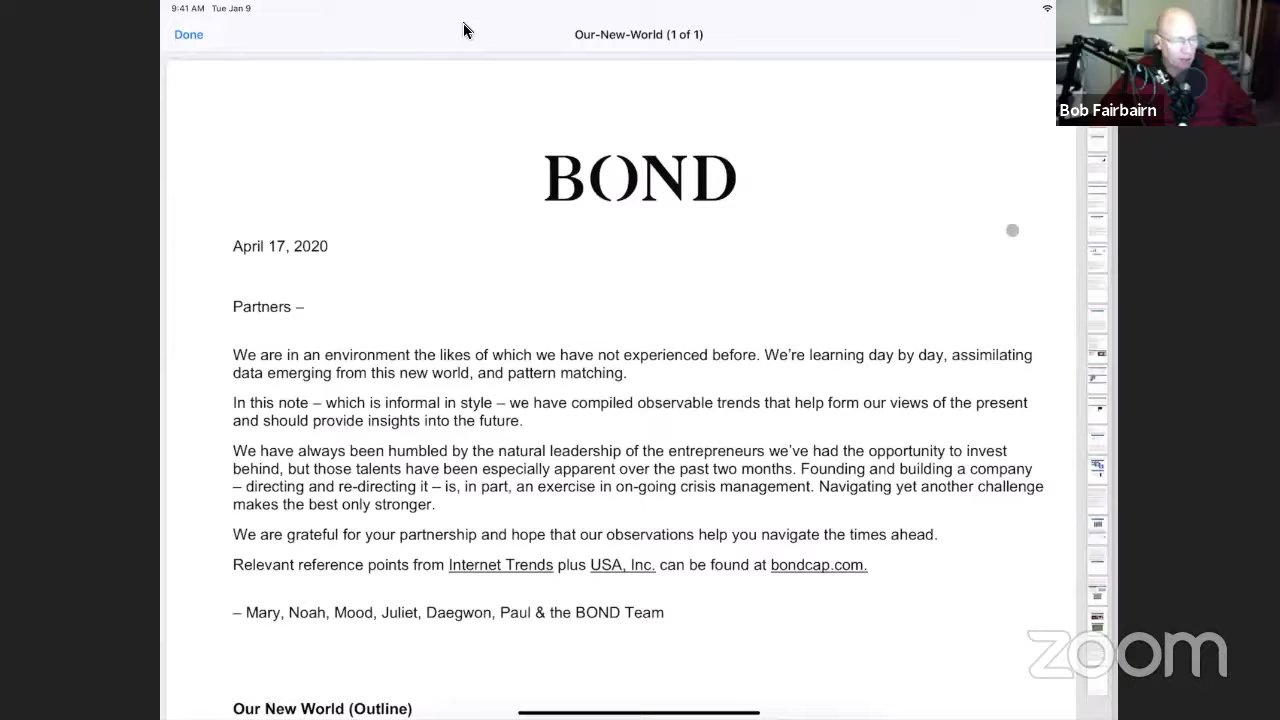 9:41 AM Tue Jan 9
Done
Our-New-World (1 of 1)
Bob Fairbairn
BOND
April 17, 2020
Partners –
We are in an environment the likes of which we have not experienced before. We're learning day by day, assimilating
data emerging from this new world, and pattern matching.
In this note – which is informal in style – we have compiled observable trends that help form our views of the present
and should provide insights into the future.
We have always been humbled by the natural leadership of the entrepreneurs we've had the opportunity to invest
behind, but those talents have been especially apparent over the past two months. Founding and building a company
– directing and re-directing it – is, in part, an exercise in on-going crisis management. Navigating yet another challenge
makes the best only stronger.
We are grateful for your partnership and hope that our observations help you navigate the times ahead.
Relevant reference points from Internet Trends plus USA, Inc. can be found at bondcap.com.
– Mary, Noah, Mood, Juliet, Daegwon, Paul & the BOND Team
zoom
Our New World (Outline)